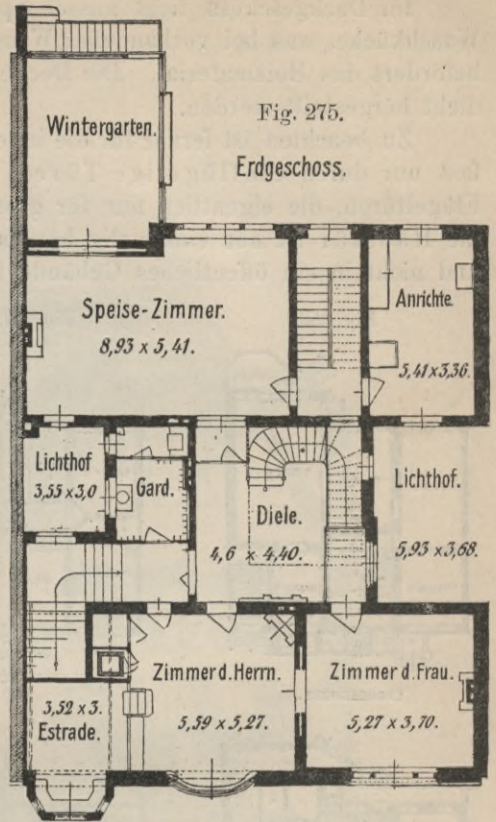 Wintergarten.
Fig. 275.
Erdgeschoss.
Speise-Zimmer.
8,93 x 5,41.
Anrichte
5,41 x 3,36.
Lichthof
3,55 x 3,0
Gard.
Diele.
4,6 x 4,40.
Lichthof.
5,93 x 3,68.
Zimmer d. Herrn.
5,59 x 5,27.
Zimmer d. Frau.
5,27 x 3,70.
3,52 x 3.
Estrade.